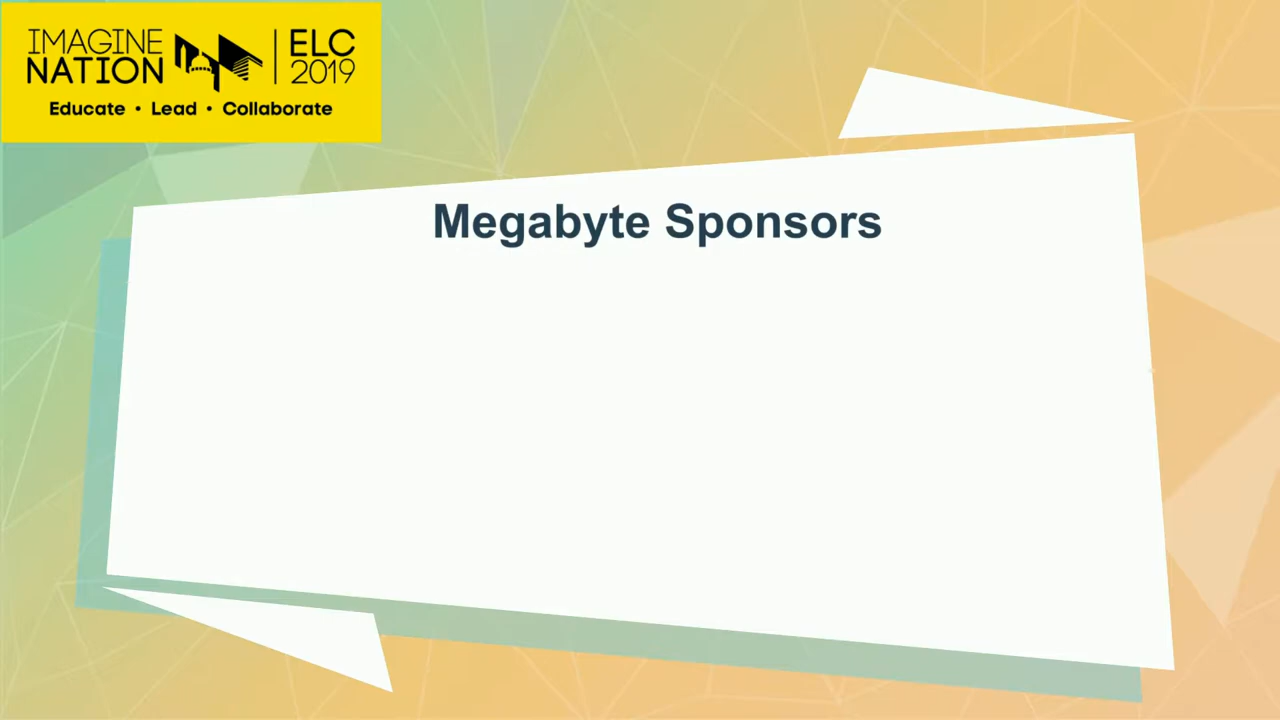 IMAGINE
NATION
ELC
2019
Educate • Lead • Collaborate
Megabyte Sponsors